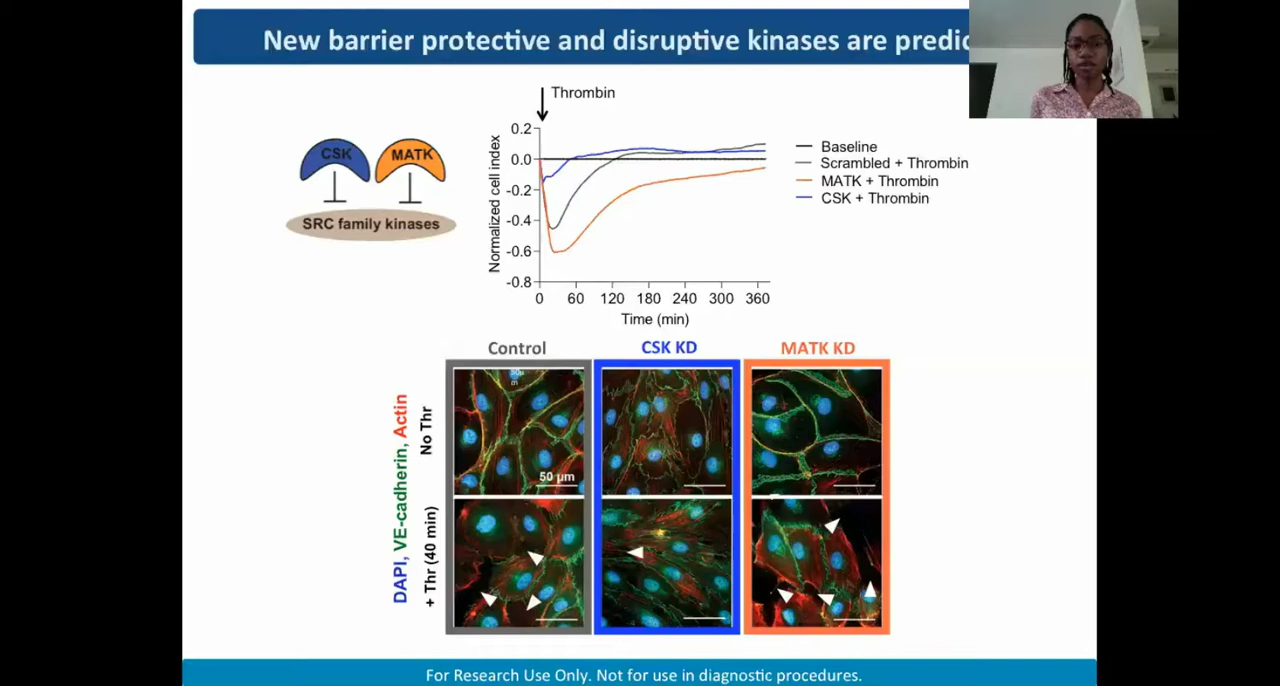 New barrier protective and disruptive kinases are
Thrombin
CSK
MATK
SRC family kinases
Normalized cell index
0.2
0.0
-0.2
-0.4
-0.6
-0.8
0 60 120 180 240 300 360
Time (min)
Baseline
Scrambled + Thrombin
MATK + Thrombin
CSK + Thrombin
Control CSK KD MATK KD
DAPI, VE-cadherin, Actin
No Thr
+ Thr (40 min)
50 µm
50 µm
For Research Use Only. Not for use in diagnostic procedures.